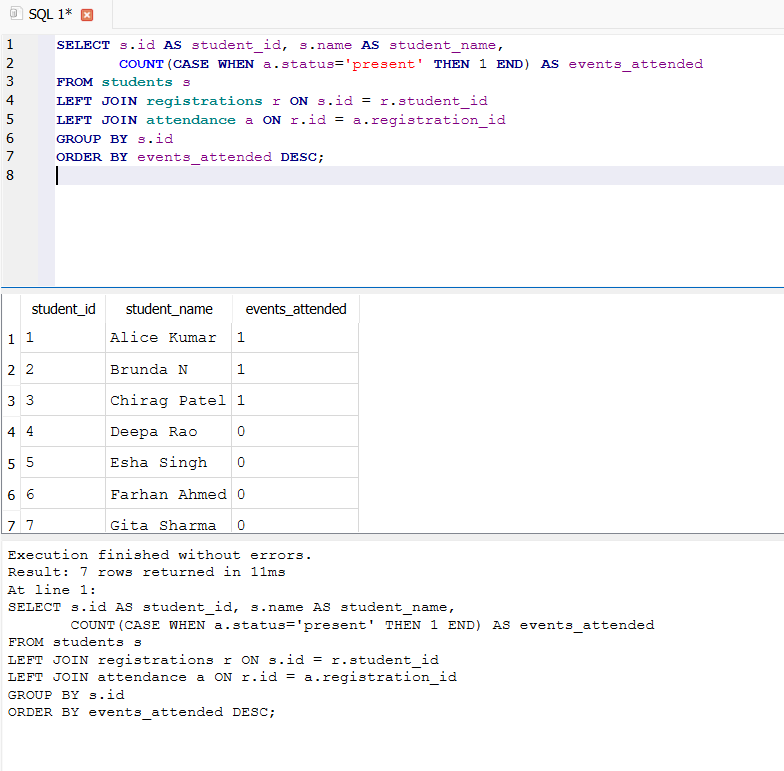 SQL 1*
1 SELECT s.id AS student_id, s.name AS student_name,
2 COUNT(CASE WHEN a.status='present' THEN 1 END) AS events_attended
3 FROM students s
4 LEFT JOIN registrations r ON s.id = r.student_id
5 LEFT JOIN attendance a ON r.id = a.registration_id
6 GROUP BY s.id
7 ORDER BY events_attended DESC;
8
student_id student_name events_attended
1 1 Alice Kumar 1
2 2 Brunda N 1
3 3 Chirag Patel 1
4 4 Deepa Rao 0
5 5 Esha Singh 0
6 6 Farhan Ahmed 0
7 7 Gita Sharma 0
Execution finished without errors.
Result: 7 rows returned in 11ms
At line 1:
SELECT s.id AS student_id, s.name AS student_name,
COUNT(CASE WHEN a.status='present' THEN 1 END) AS events_attended
FROM students s
LEFT JOIN registrations r ON s.id = r.student_id
LEFT JOIN attendance a ON r.id = a.registration_id
GROUP BY s.id
ORDER BY events_attended DESC;